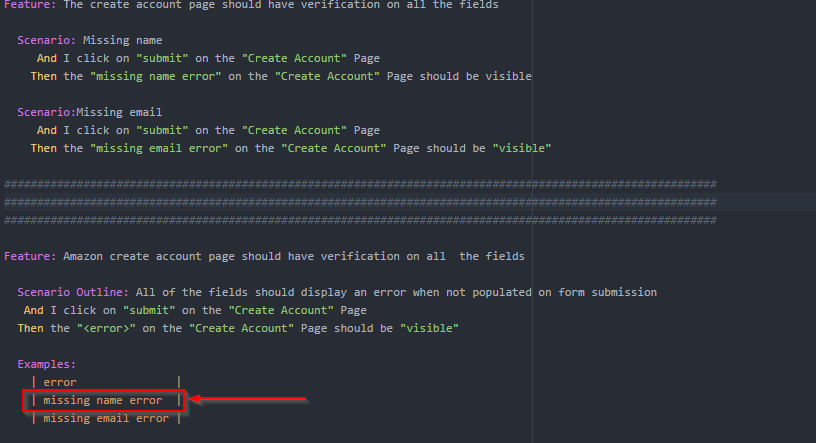 Feature: The create account page should have verification on all the fields
Scenario: Missing name
And I click on "submit" on the "Create Account" Page
Then the "missing name error" on the "Create Account" Page should be visible
Scenario:Missing email
And I click on "submit" on the "Create Account" Page
Then the "missing email error" on the "Create Account" Page should be "visible"
############################################################################################################
############################################################################################################
############################################################################################################
Feature: Amazon create account page should have verification on all  the fields
Scenario Outline: All of the fields should display an error when not populated on form submission
And I click on "submit" on the "Create Account" Page
Then the "<error>" on the "Create Account" Page should be "visible"
Examples:
| error               |
| missing name error  |
| missing email error |